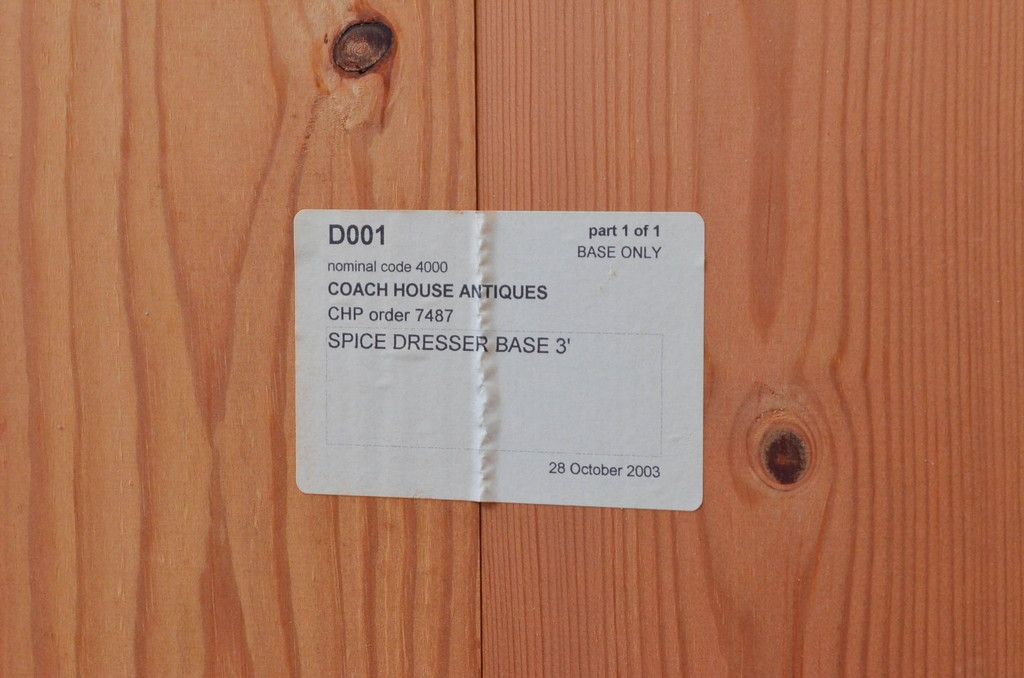 D001
part 1 of 1
BASE ONLY
nominal code 4000
COACH HOUSE ANTIQUES
CHP order 7487
SPICE DRESSER BASE 3'
28 October 2003